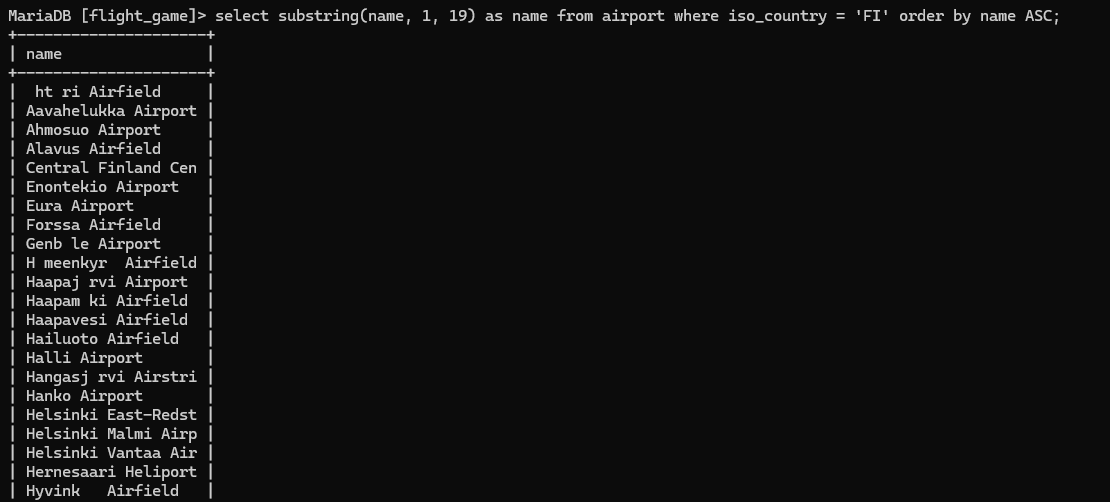 MariaDB [flight_game]> select substring(name, 1, 19) as name from airport where iso_country = 'FI' order by name ASC;
+---------------------+
| name                |
+---------------------+
|  ht ri Airfield     |
| Aavahelukka Airport |
| Ahmosuo Airport     |
| Alavus Airfield     |
| Central Finland Cen |
| Enontekio Airport   |
| Eura Airport        |
| Forssa Airfield     |
| Genb le Airport     |
| H meenkyr  Airfield |
| Haapaj rvi Airport  |
| Haapam ki Airfield  |
| Haapavesi Airfield  |
| Hailuoto Airfield   |
| Halli Airport       |
| Hangasj rvi Airstri |
| Hanko Airport       |
| Helsinki East-Redst |
| Helsinki Malmi Airp |
| Helsinki Vantaa Air |
| Hernesaari Heliport |
| Hyvink   Airfield   |